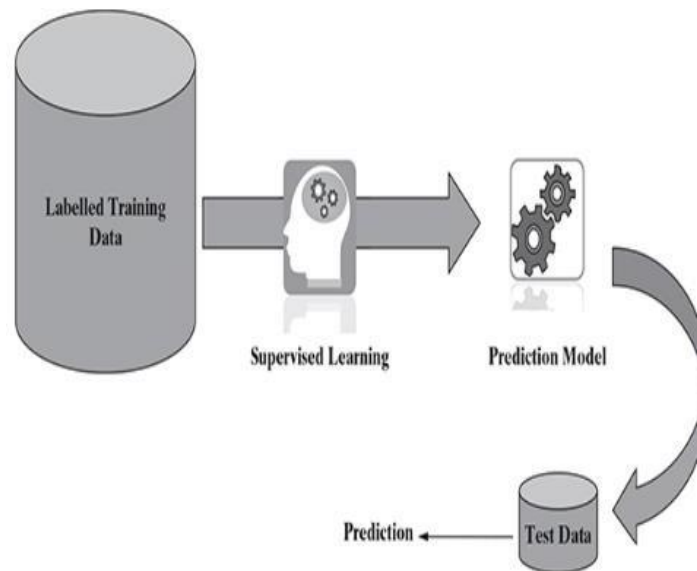 Labelled Training
Data
Supervised Learning
Prediction Model
Test Data
Prediction